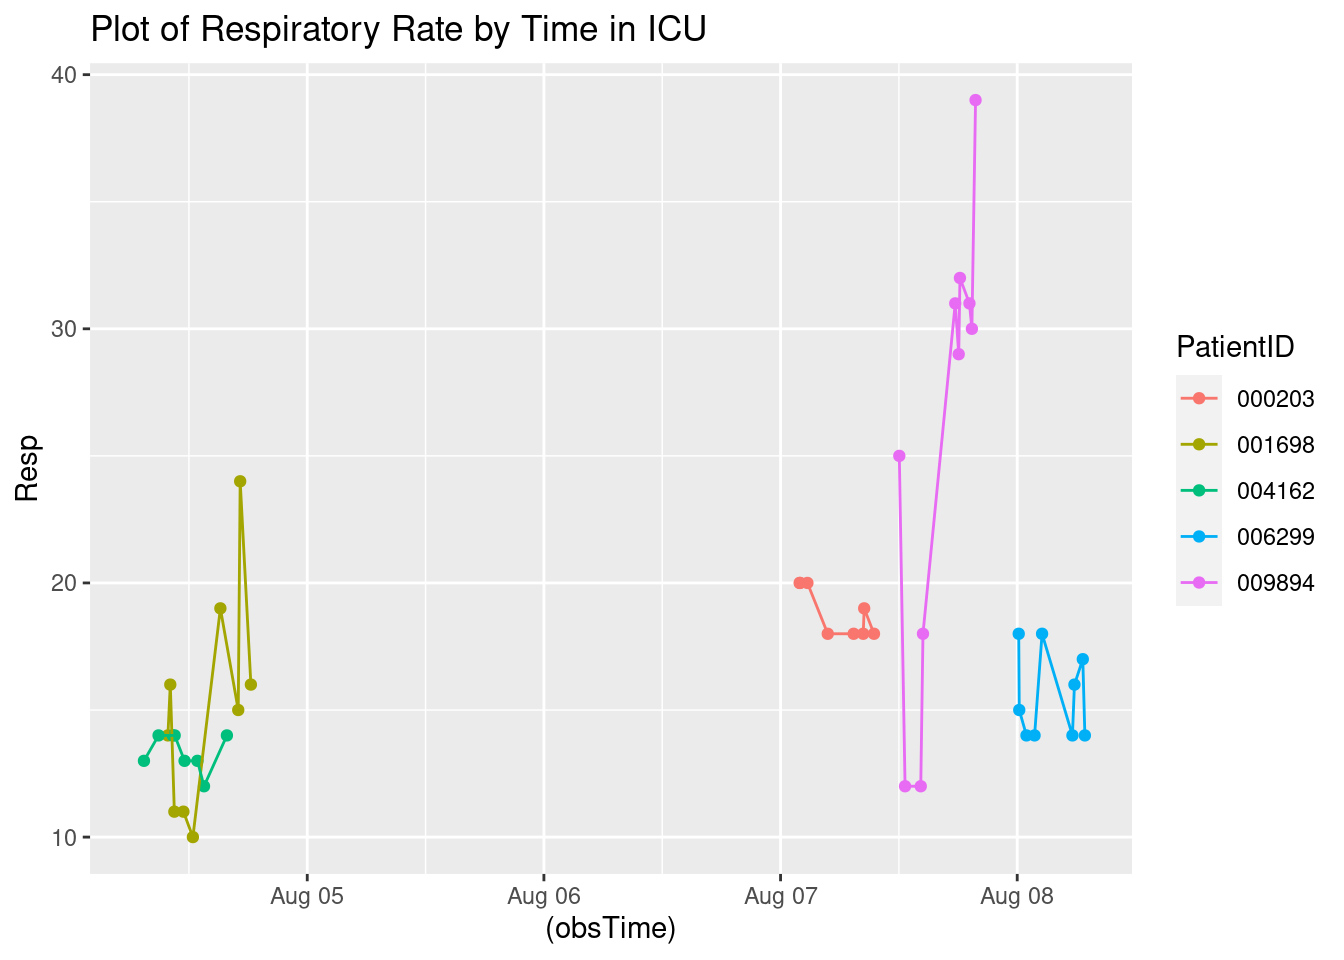 Plot of Respiratory Rate by Time in ICU
40
30
20
10
Resp
Aug 05 Aug 06 Aug 07 Aug 08
(obsTime)
PatientID
000203
001698
004162
006299
009894